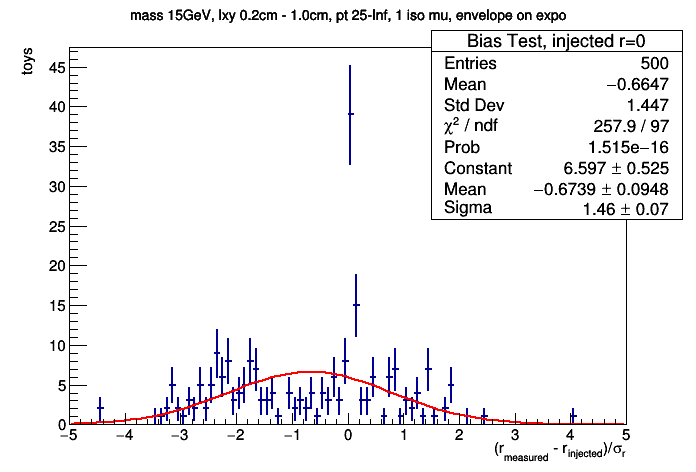 mass 15GeV, lxy 0.2cm - 1.0cm, pt 25-Inf, 1 iso mu, envelope on expo
toys
Bias Test, injected r=0
Entries 500
Mean −0.6647
Std Dev 1.447
χ² / ndf 257.9 / 97
Prob 1.515e−16
Constant 6.597 ± 0.525
Mean −0.6739 ± 0.0948
Sigma 1.46 ± 0.07
45
40
35
30
25
20
15
10
5
0
−5 −4 −3 −2 −1 0 1 2 3 4 5
(r_measured - r_injected)/σ_r